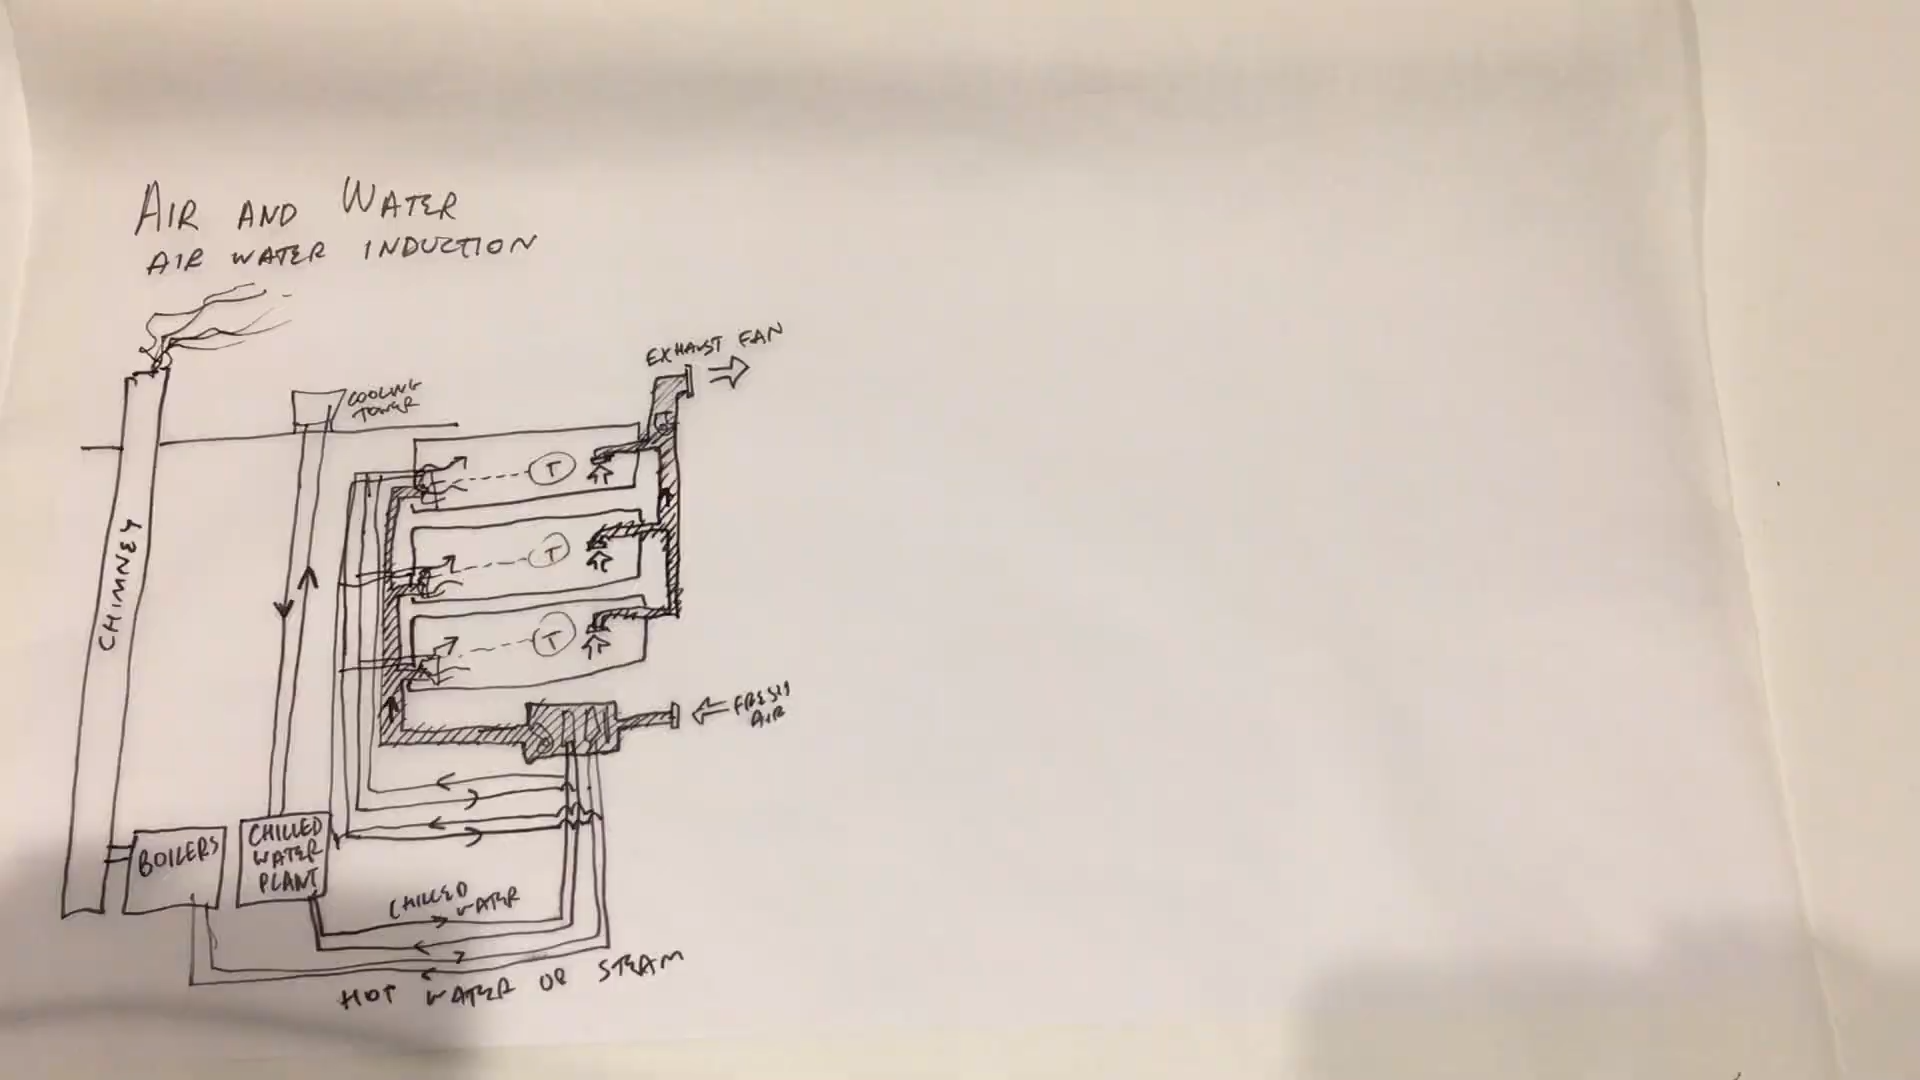 AIR AND WATER
AIR WATER INDUCTION
EXHAUST FAN
COOLING
TOWER
T
T
T
CHIMNEY
FRESH
AIR
BOILERS
CHILLED
WATER
PLANT
CHILLED
WATER
HOT WATER OR STEAM